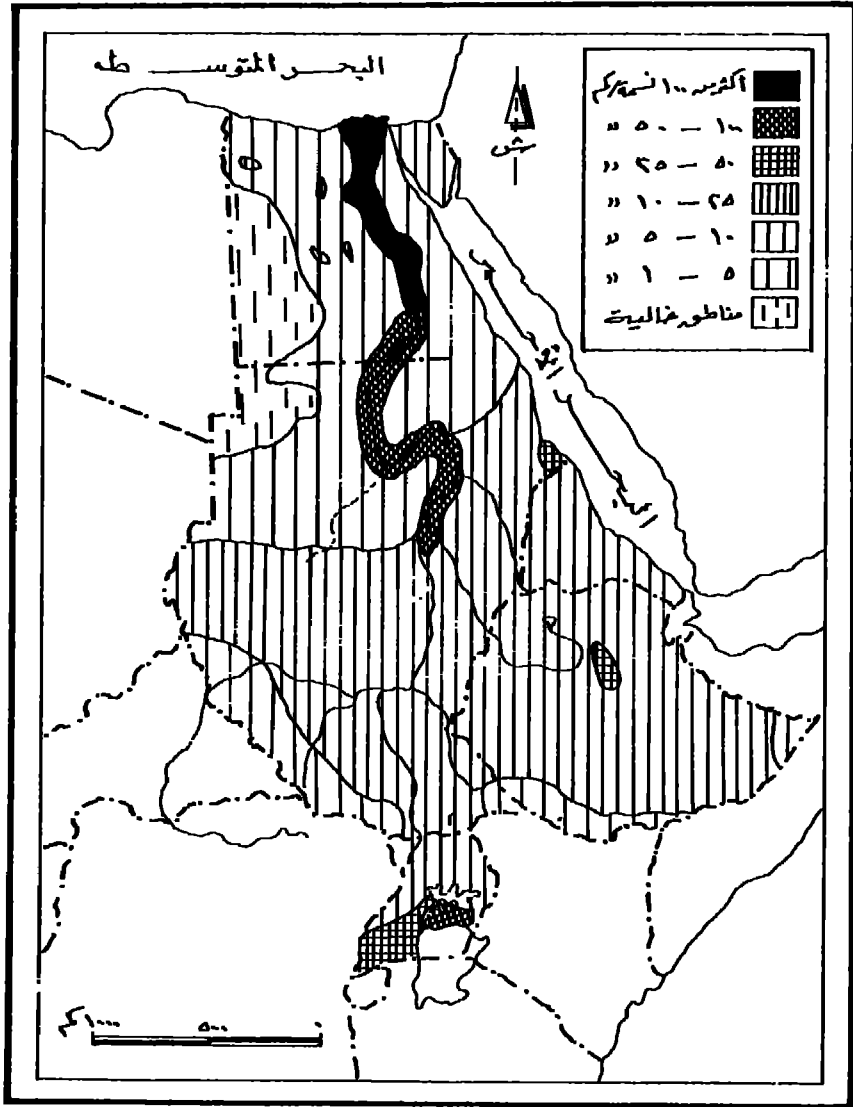 البحر المتوسط
ش
البحر الأحمر
أكثر من ١٠٠ نسمة/كم
١٠٠ — ٥٠ »
٥٠ — ٢٥ »
٢٥ — ١٠ »
١٠ — ٥ »
٥ — ١ »
مناطق خالية
١٠٠٠ كم ٥٠٠ ٠